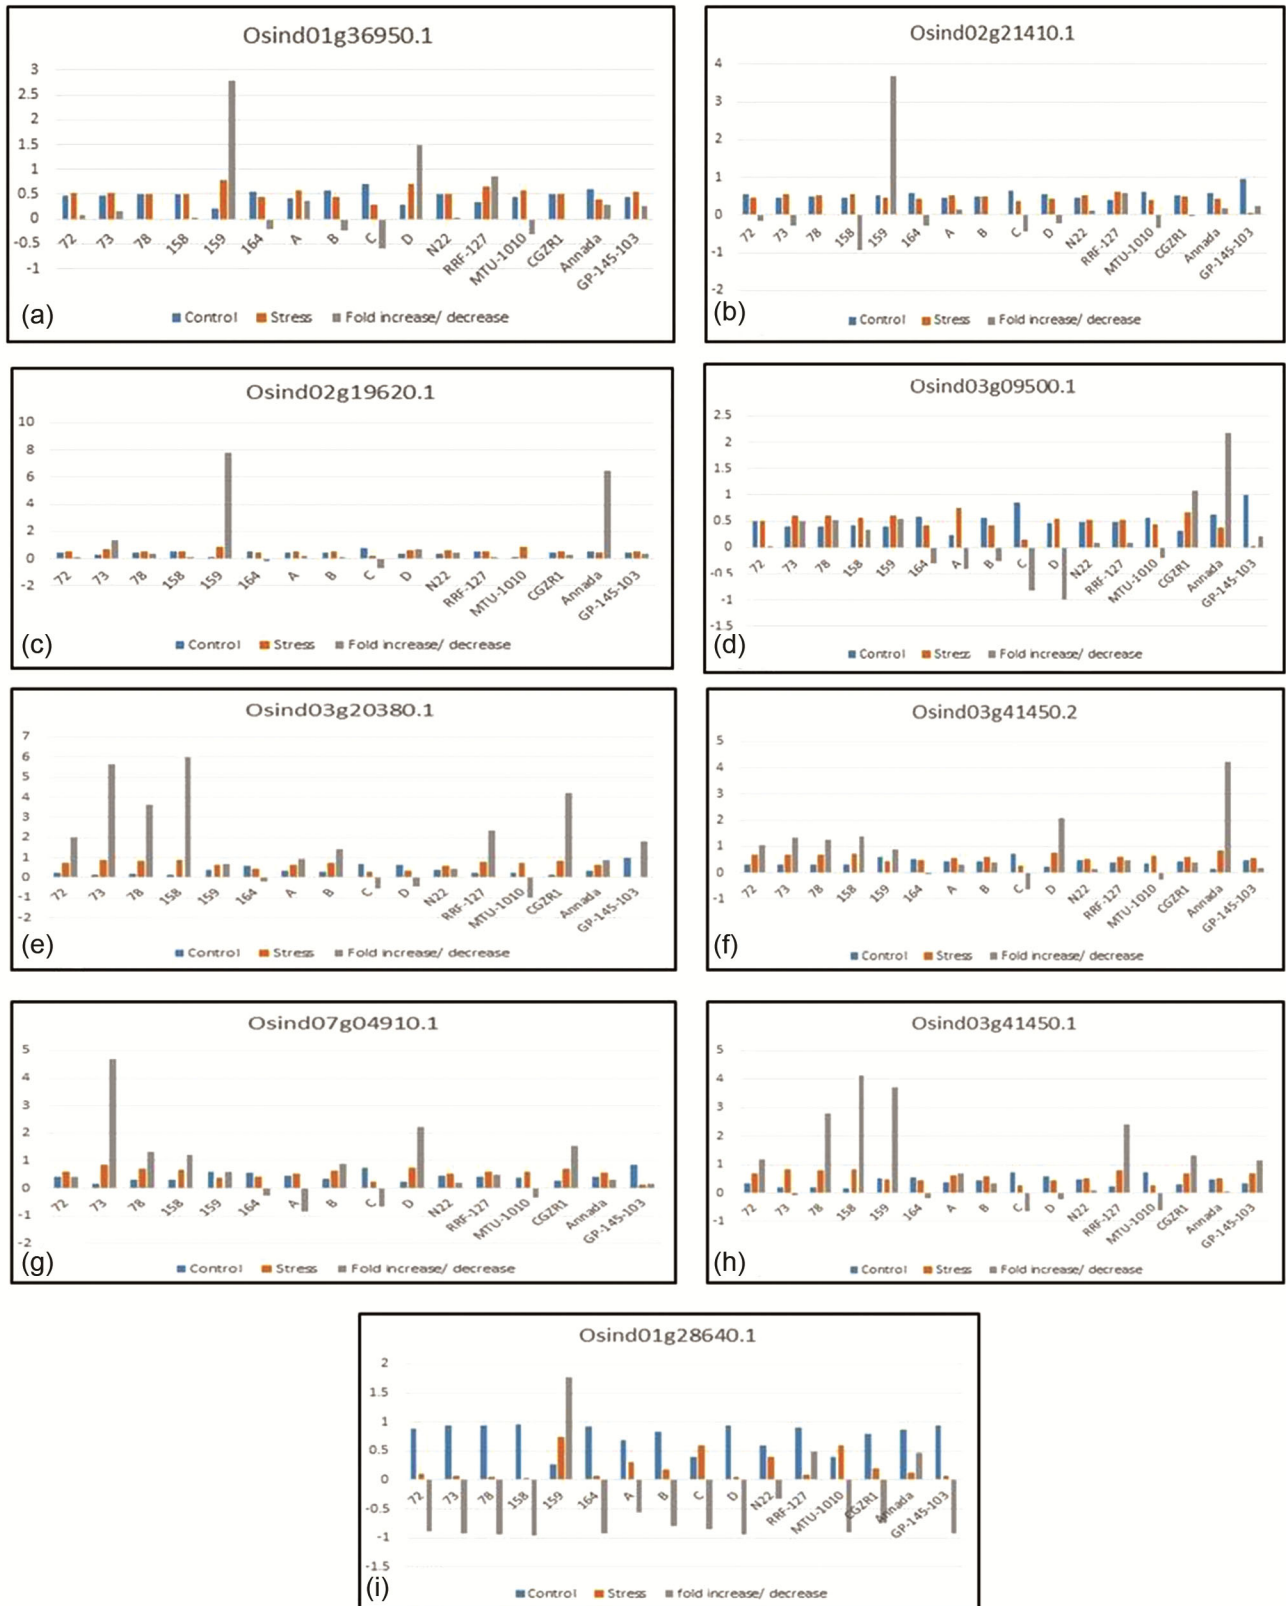 Osind01g36950.1
3
2.5
2
1.5
1
0.5
0
-0.5
-1
72 73 78 158 159 164 A B C D N22 RRF-127 MTU-1010 CGZR1 Annada GP-145-103
Control Stress Fold increase/ decrease
(a)
Osind02g21410.1
4
3
2
1
0
-1
-2
72 73 78 158 159 164 A B C D N22 RRF-127 MTU-1010 CGZR1 Annada GP-145-103
Control Stress Fold increase/ decrease
(b)
Osind02g19620.1
10
8
6
4
2
0
-2
72 73 78 158 159 164 A B C D N22 RRF-127 MTU-1010 CGZR1 Annada GP-145-103
Control Stress Fold increase/ decrease
(c)
Osind03g09500.1
2.5
2
1.5
1
0.5
0
-0.5
-1
-1.5
72 73 78 158 159 164 A B C D N22 RRF-127 MTU-1010 CGZR1 Annada GP-145-103
Control Stress Fold increase/ decrease
(d)
Osind03g20380.1
7
6
5
4
3
2
1
0
-1
-2
72 73 78 158 159 164 A B C D N22 RRF-127 MTU-1010 CGZR1 Annada GP-145-103
Control Stress Fold increase/ decrease
(e)
Osind03g41450.2
5
4
3
2
1
0
-1
72 73 78 158 159 164 A B C D N22 RRF-127 MTU-1010 CGZR1 Annada GP-145-103
Control Stress Fold increase/ decrease
(f)
Osind07g04910.1
5
4
3
2
1
0
-1
-2
72 73 78 158 159 164 A B C D N22 RRF-127 MTU-1010 CGZR1 Annada GP-145-103
Control Stress Fold increase/ decrease
(g)
Osind03g41450.1
5
4
3
2
1
0
-1
72 73 78 158 159 164 A B C D N22 RRF-127 MTU-1010 CGZR1 Annada GP-145-103
Control Stress Fold increase/ decrease
(h)
Osind01g28640.1
2
1.5
1
0.5
0
-0.5
-1
-1.5
72 73 78 158 159 164 A B C D N22 RRF-127 MTU-1010 CGZR1 Annada GP-145-103
Control Stress fold increase/ decrease
(i)